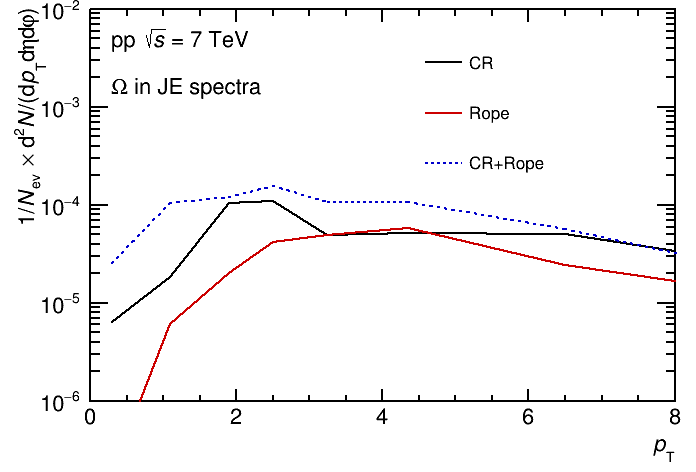 1/N_ev × d²N/(dp_T dηdφ)
pp √s = 7 TeV
Ω in JE spectra
CR
Rope
CR+Rope
10⁻²
10⁻³
10⁻⁴
10⁻⁵
10⁻⁶
0 2 4 6 8
p_T